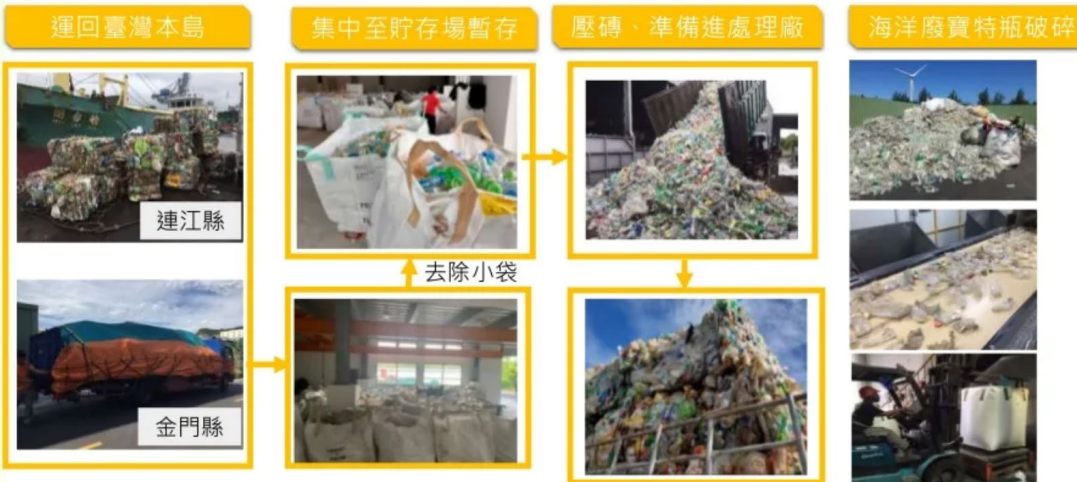 運回臺灣本島
集中至貯存場暫存
壓磚、準備進處理廠
海洋廢寶特瓶破碎
連江縣
去除小袋
金門縣